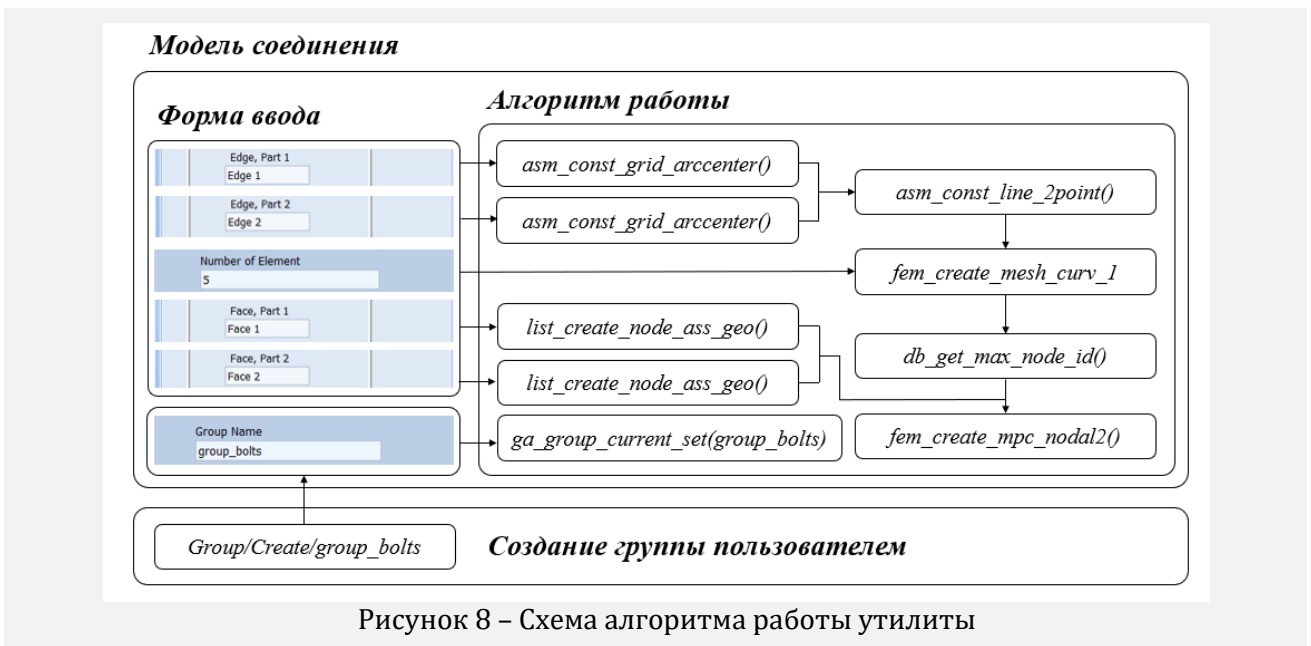 Модель соединения
Форма ввода
Edge, Part 1
Edge 1
Edge, Part 2
Edge 2
Number of Element
5
Face, Part 1
Face 1
Face, Part 2
Face 2
Group Name
group_bolts
Алгоритм работы
asm_const_grid_arccenter()
asm_const_grid_arccenter()
asm_const_line_2point()
fem_create_mesh_curv_1
list_create_node_ass_geo()
list_create_node_ass_geo()
db_get_max_node_id()
ga_group_current_set(group_bolts)
fem_create_mpc_nodal2()
Group/Create/group_bolts
Создание группы пользователем
Рисунок 8 – Схема алгоритма работы утилиты